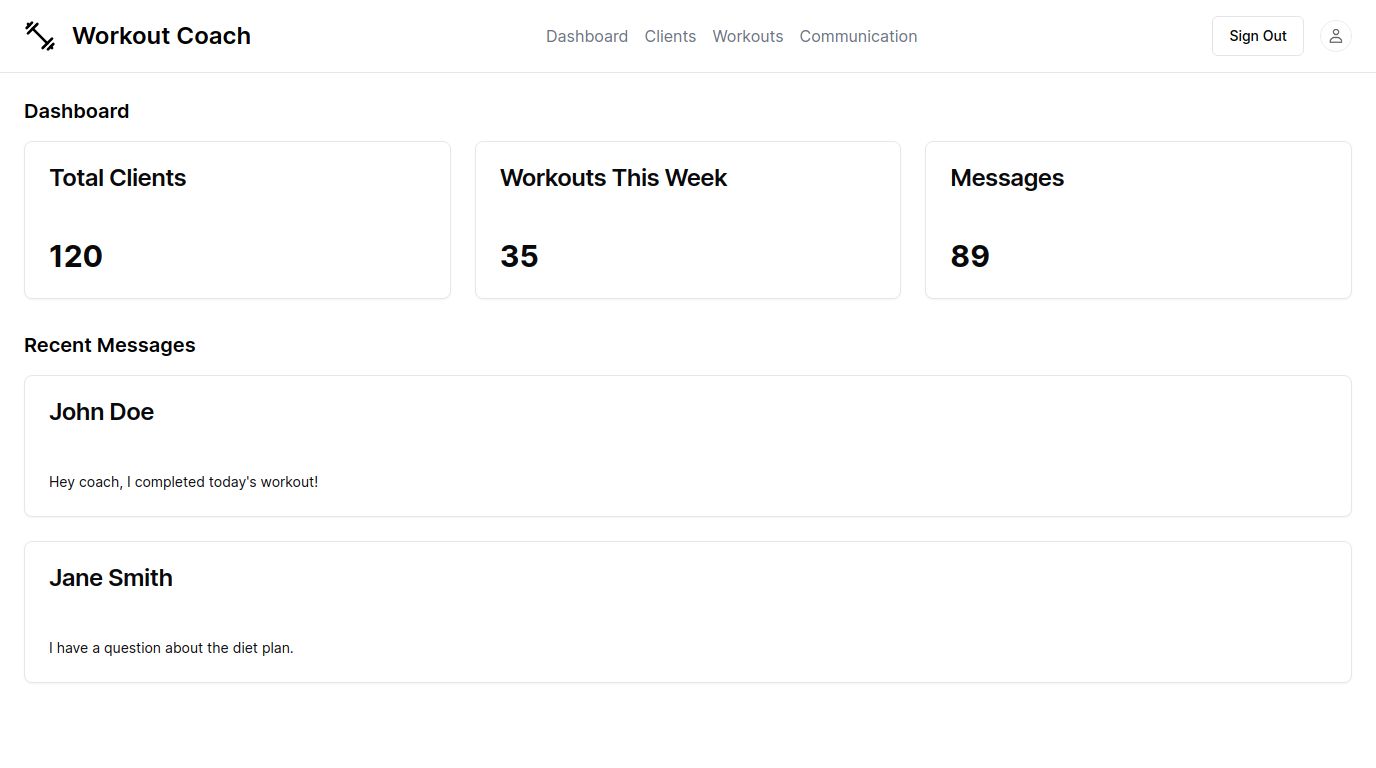 Workout Coach
Dashboard Clients Workouts Communication
Sign Out
Dashboard
Total Clients
120
Workouts This Week
35
Messages
89
Recent Messages
John Doe
Hey coach, I completed today's workout!
Jane Smith
I have a question about the diet plan.